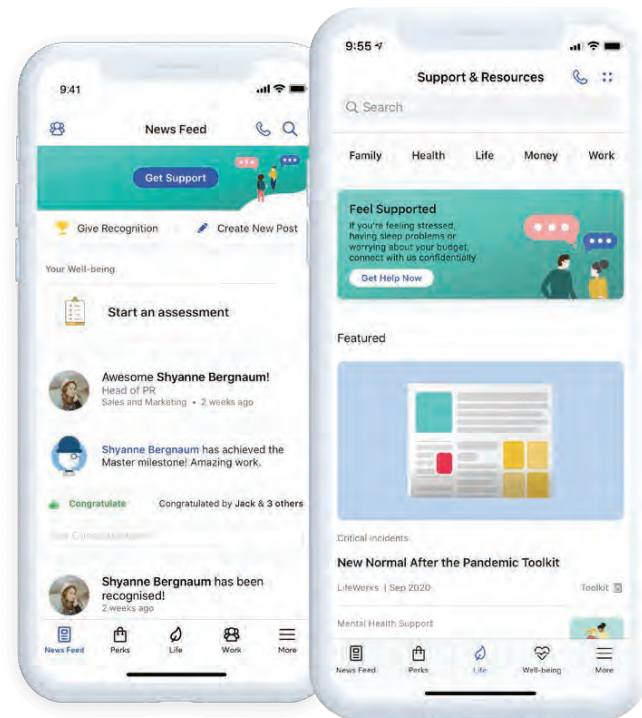 9:41
News Feed
Get Support
Give Recognition
Create New Post
Your Well-being
Start an assessment
Awesome Shyanne Bergnaum!
Head of PR
Sales and Marketing • 2 weeks ago
Shyanne Bergnaum has achieved the
Master milestone! Amazing work.
Congratulate
Congratulated by Jack & 3 others
Shyanne Bergnaum has been
recognised!
2 weeks ago
News Feed
Perks
Life
Work
More
9:55
Support & Resources
Search
Family
Health
Life
Money
Work
Feel Supported
If you're feeling stressed,
having sleep problems or
worrying about your budget,
connect with us confidentially
Get Help Now
Featured
Critical incidents
New Normal After the Pandemic Toolkit
LifeWorks | Sep 2020
Toolkit
Mental Health Support
News Feed
Perks
Life
Well-being
More